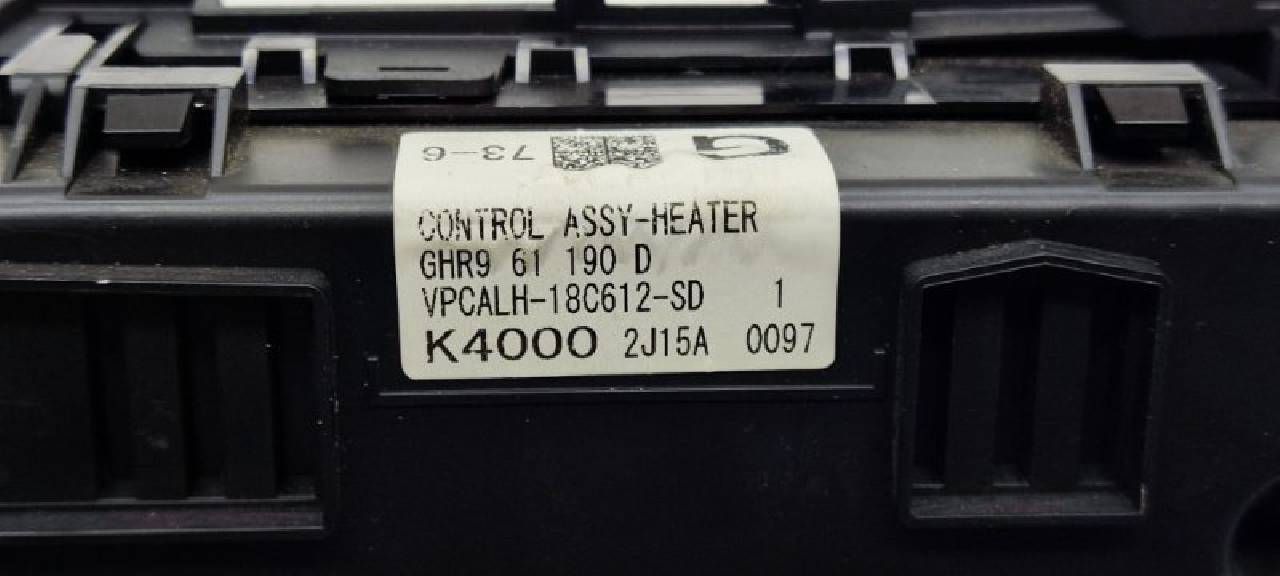 73-6 G
CONTROL ASSY-HEATER
GHR9 61 190 D
VPCALH-18C612-SD 1
K4000 2J15A 0097